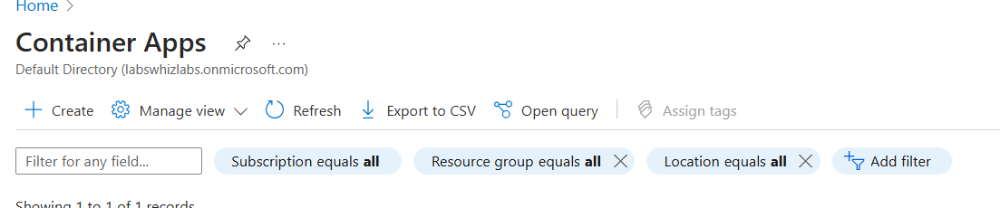 Home
Container Apps
Default Directory (labswhizlabs.onmicrosoft.com)
Create Manage view Refresh Export to CSV Open query Assign tags
Filter for any field... Subscription equals all Resource group equals all Location equals all Add filter
Showing 1 to 1 of 1 records